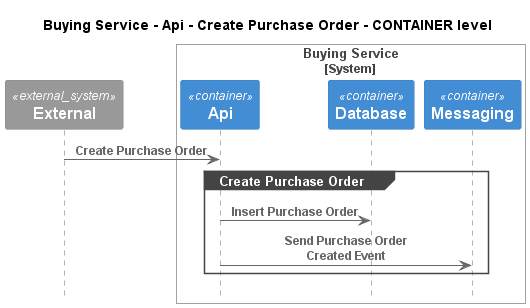 Buying Service - Api - Create Purchase Order - CONTAINER level
Buying Service
[System]
«external_system»
External
«container»
Api
«container»
Database
«container»
Messaging
Create Purchase Order
Create Purchase Order
Insert Purchase Order
Send Purchase Order
Created Event